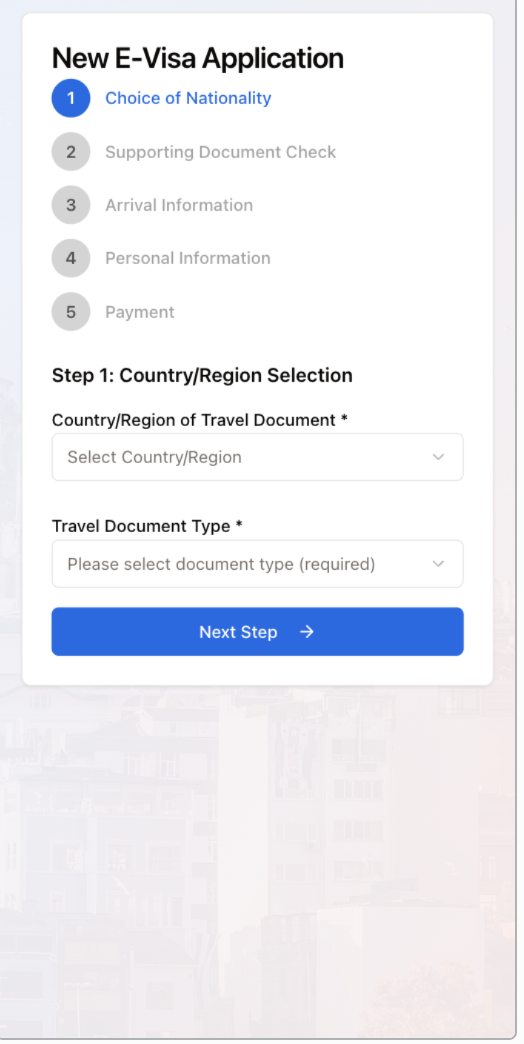 New E-Visa Application
1 Choice of Nationality
2 Supporting Document Check
3 Arrival Information
4 Personal Information
5 Payment
Step 1: Country/Region Selection
Country/Region of Travel Document *
Select Country/Region
Travel Document Type *
Please select document type (required)
Next Step →